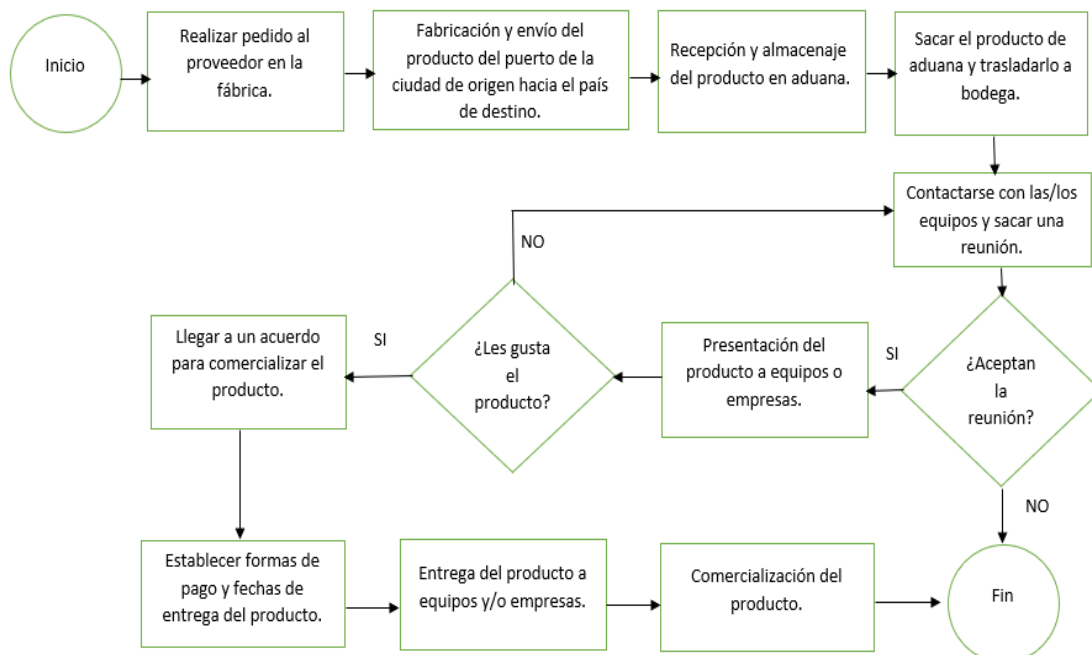 Inicio
Realizar pedido al
proveedor en la
fábrica.
Fabricación y envío del
producto del puerto de la
ciudad de origen hacia el país
de destino.
Recepción y almacenaje
del producto en aduana.
Sacar el producto de
aduana y trasladarlo a
bodega.
Contactarse con las/los
equipos y sacar una
reunión.
¿Aceptan
la
reunión?
SI
NO
Presentación del
producto a equipos o
empresas.
¿Les gusta
el
producto?
NO
SI
Llegar a un acuerdo
para comercializar el
producto.
Establecer formas de
pago y fechas de
entrega del producto.
Entrega del producto a
equipos y/o empresas.
Comercialización del
producto.
Fin